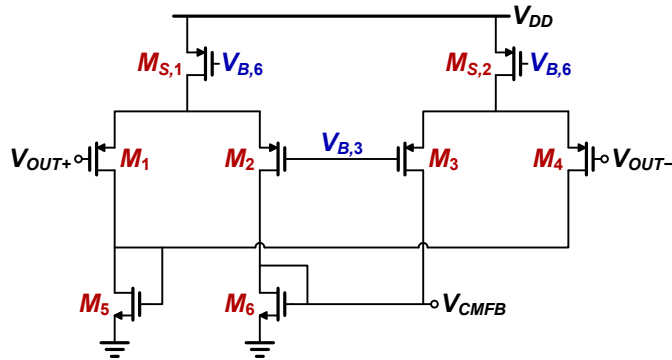 V_DD
M_S,1 V_B,6 M_S,2 V_B,6
V_OUT+ M_1 M_2 V_B,3 M_3 M_4 V_OUT−
M_5 M_6 V_CMFB